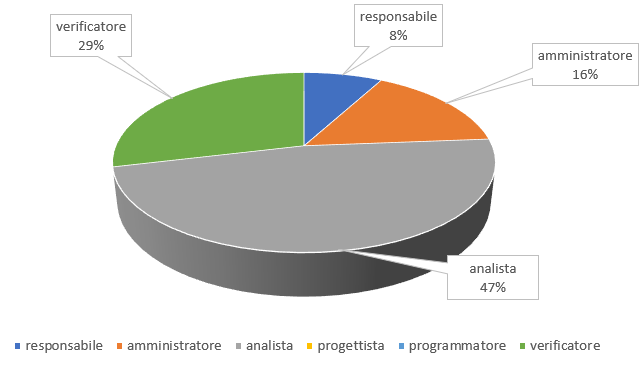 responsabile
8%
verificatore
29%
amministratore
16%
analista
47%
responsabile amministratore analista progettista programmatore verificatore